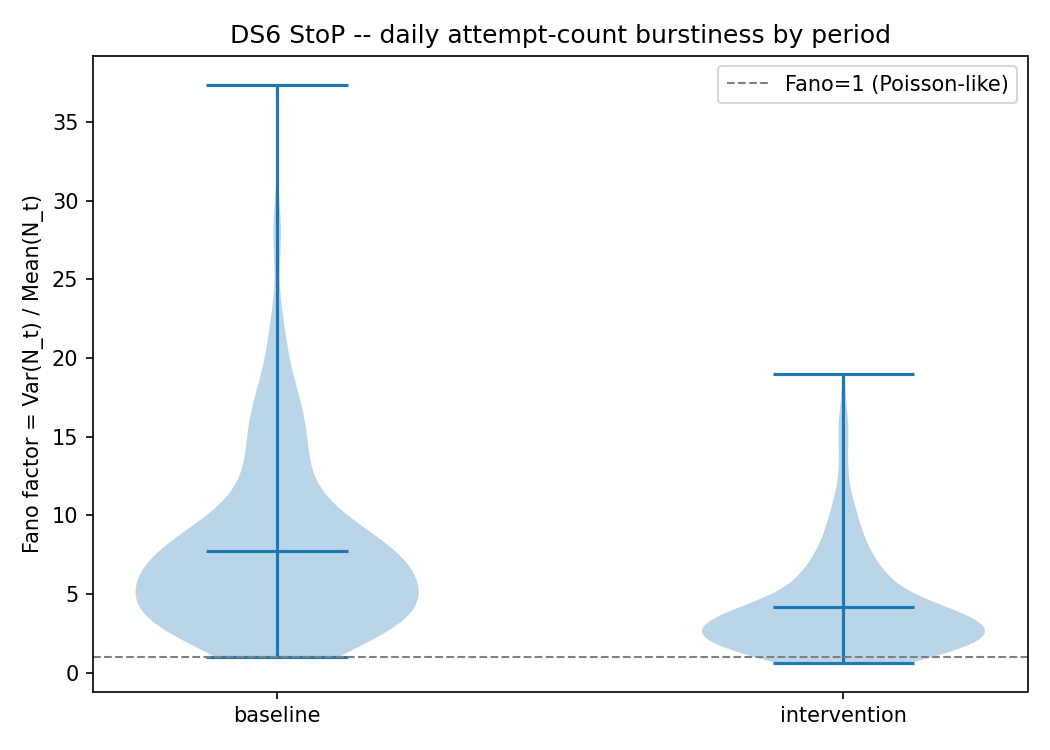 DS6 StoP -- daily attempt-count burstiness by period
Fano=1 (Poisson-like)
Fano factor = Var(N_t) / Mean(N_t)
35
30
25
20
15
10
5
0
baseline
intervention